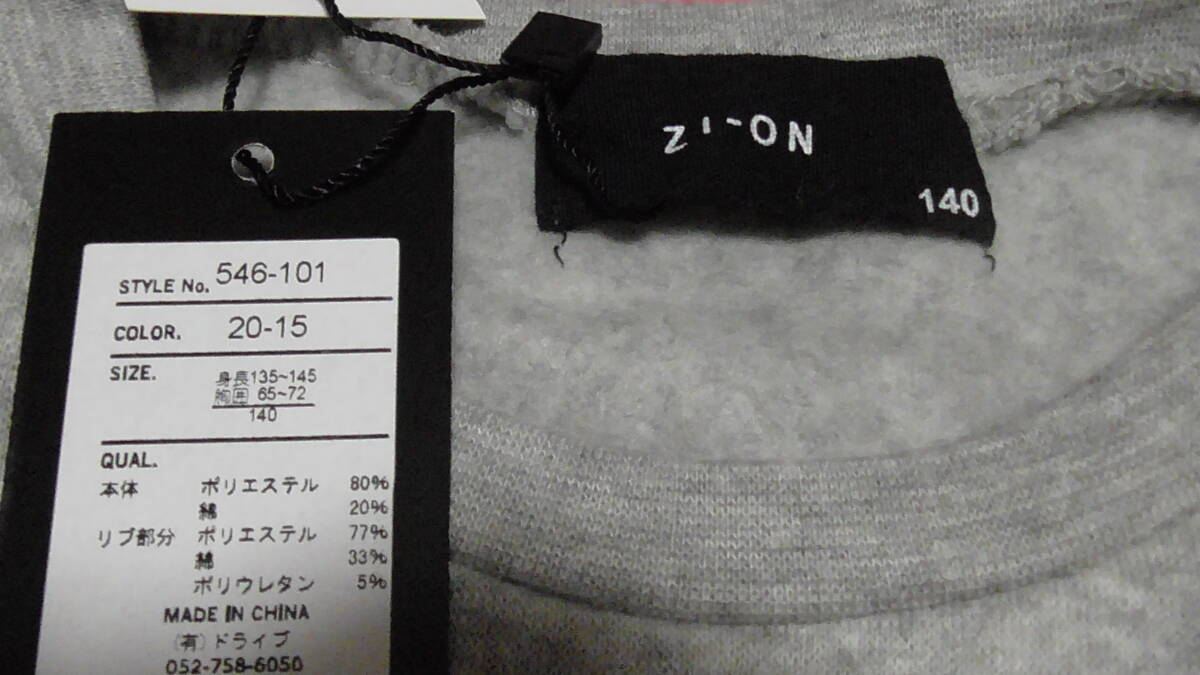 ZI-ON
140
STYLE No. 546-101
COLOR. 20-15
SIZE. 身長135~145
胸囲 65~72
140
QUAL.
本体 ポリエステル 80%
綿 20%
リブ部分 ポリエステル 77%
綿 33%
ポリウレタン 5%
MADE IN CHINA
(有)ドライブ
052-758-6050